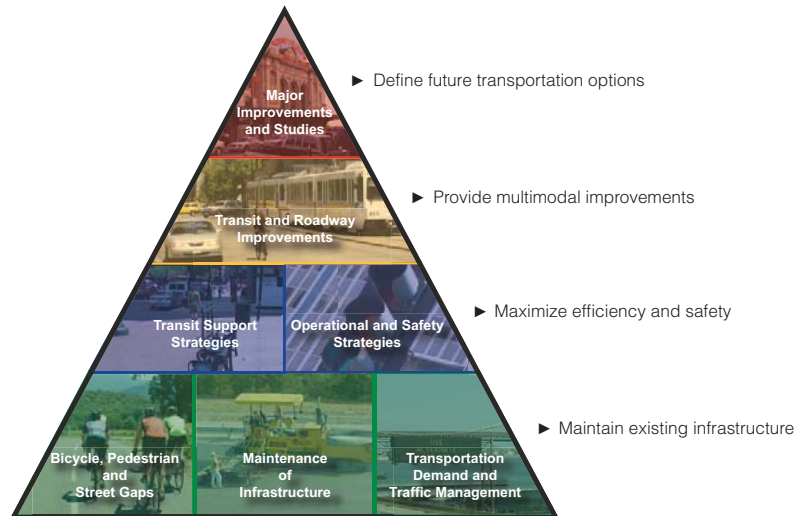 Major
Improvements
and Studies
► Define future transportation options
Transit and Roadway
Improvements
► Provide multimodal improvements
Transit Support
Strategies
Operational and Safety
Strategies
► Maximize efficiency and safety
Bicycle, Pedestrian
and
Street Gaps
Maintenance
of
Infrastructure
Transportation
Demand and
Traffic Management
► Maintain existing infrastructure